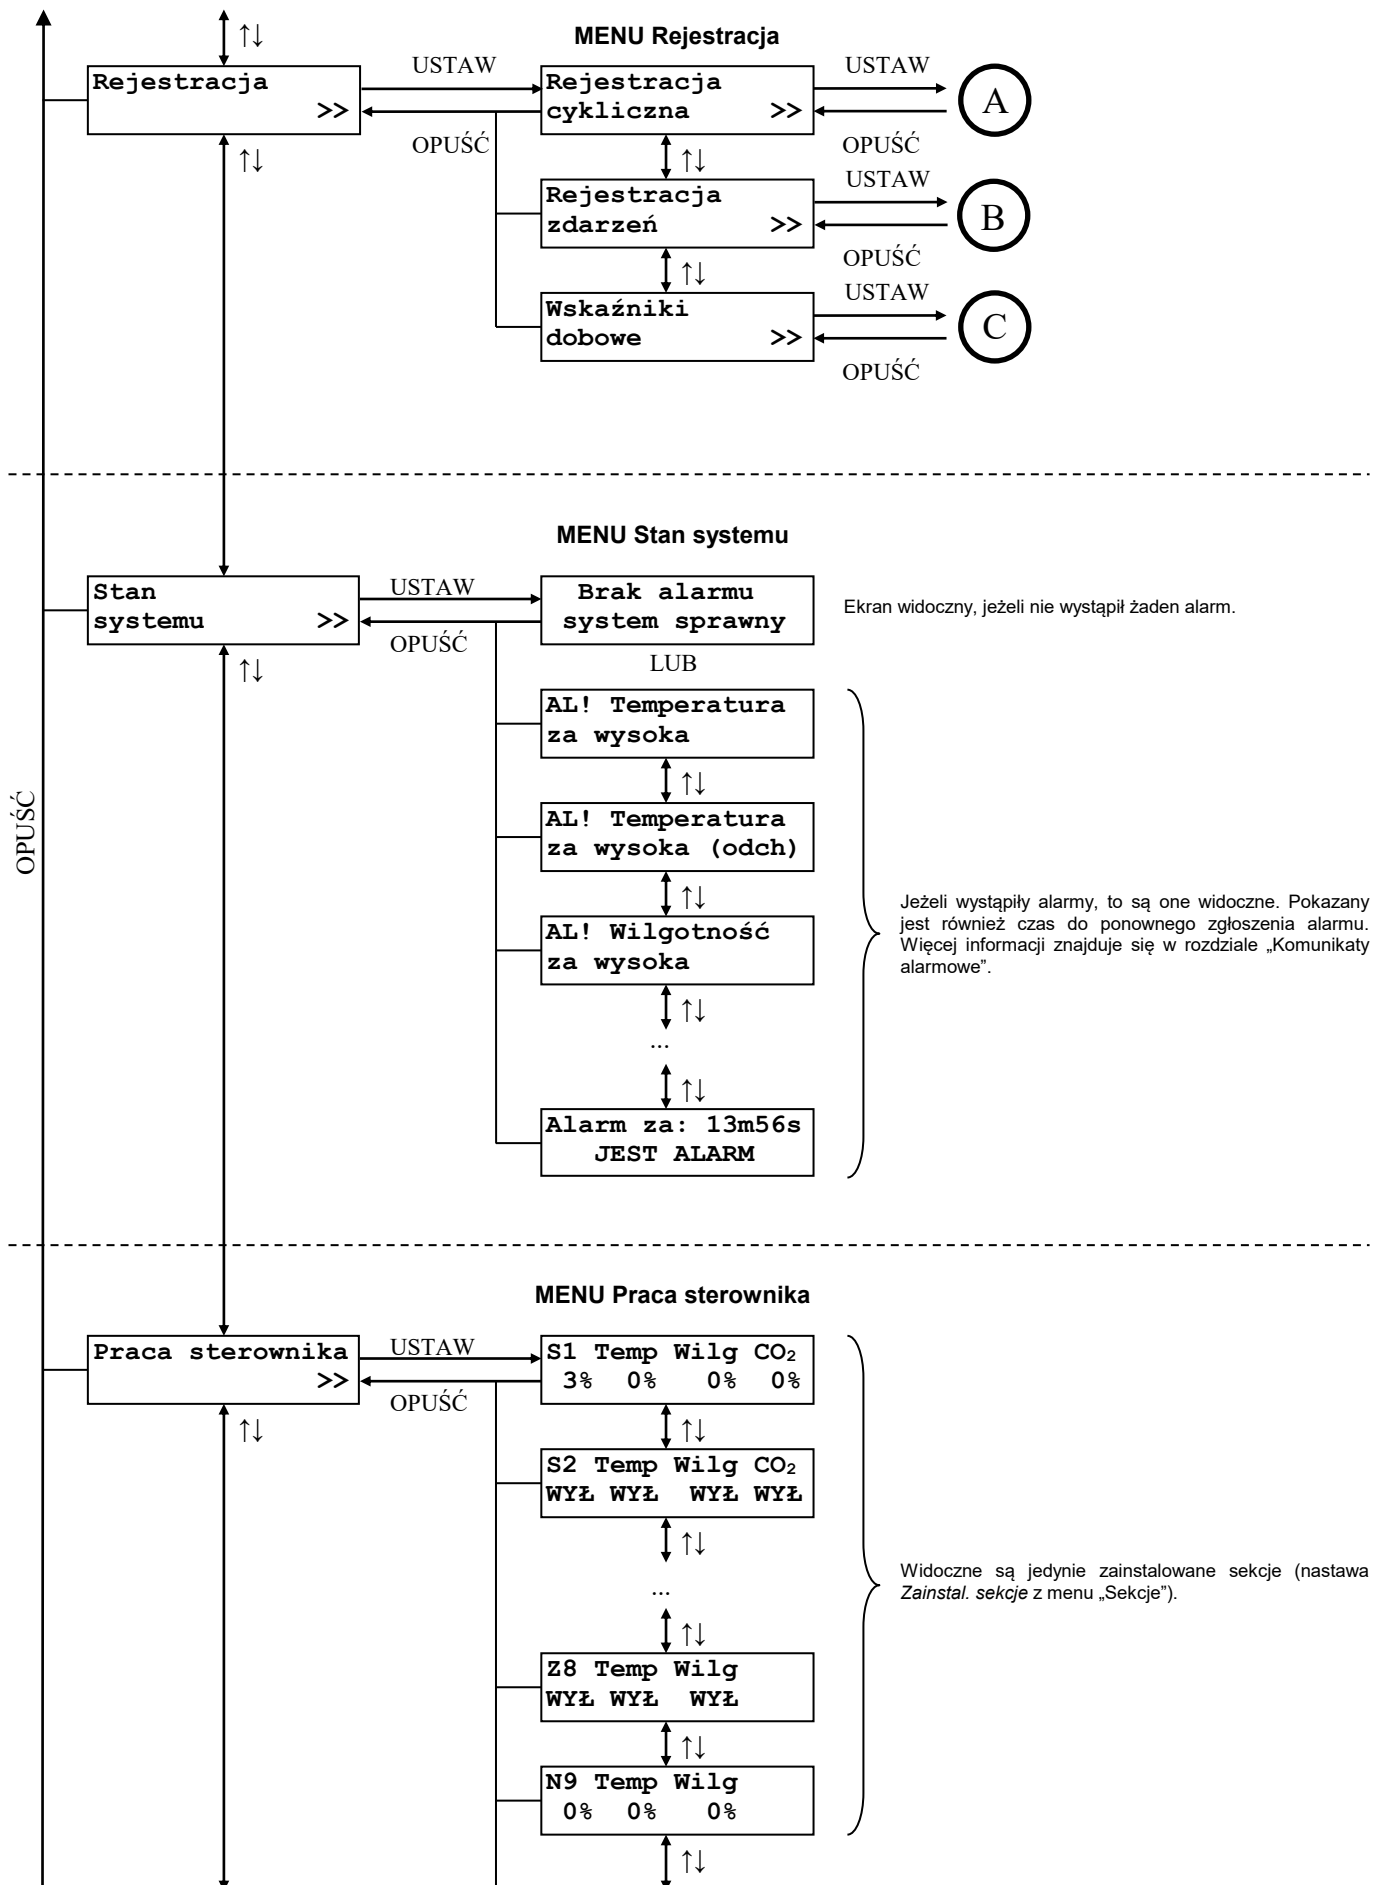 ↑↓
MENU Rejestracja
Rejestracja
>>
USTAW
OPUŚĆ
Rejestracja
cykliczna >>
USTAW
OPUŚĆ
A
↑↓
↑↓
Rejestracja
zdarzeń >>
USTAW
OPUŚĆ
B
↑↓
Wskaźniki
dobowe >>
USTAW
OPUŚĆ
C
MENU Stan systemu
Stan
systemu >>
USTAW
OPUŚĆ
Brak alarmu
system sprawny
Ekran widoczny, jeżeli nie wystąpił żaden alarm.
↑↓
LUB
AL! Temperatura
za wysoka
↑↓
AL! Temperatura
za wysoka (odch)
↑↓
AL! Wilgotność
za wysoka
↑↓
...
↑↓
Alarm za: 13m56s
JEST ALARM
Jeżeli wystąpiły alarmy, to są one widoczne. Pokazany
jest również czas do ponownego zgłoszenia alarmu.
Więcej informacji znajduje się w rozdziale „Komunikaty
alarmowe”.
OPUŚĆ
MENU Praca sterownika
Praca sterownika
>>
USTAW
OPUŚĆ
S1 Temp Wilg CO₂
3% 0% 0% 0%
↑↓
↑↓
S2 Temp Wilg CO₂
WYŁ WYŁ WYŁ WYŁ
↑↓
...
↑↓
Z8 Temp Wilg
WYŁ WYŁ WYŁ
↑↓
N9 Temp Wilg
0% 0% 0%
↑↓
Widoczne są jedynie zainstalowane sekcje (nastawa
Zainstal. sekcje z menu „Sekcje”).